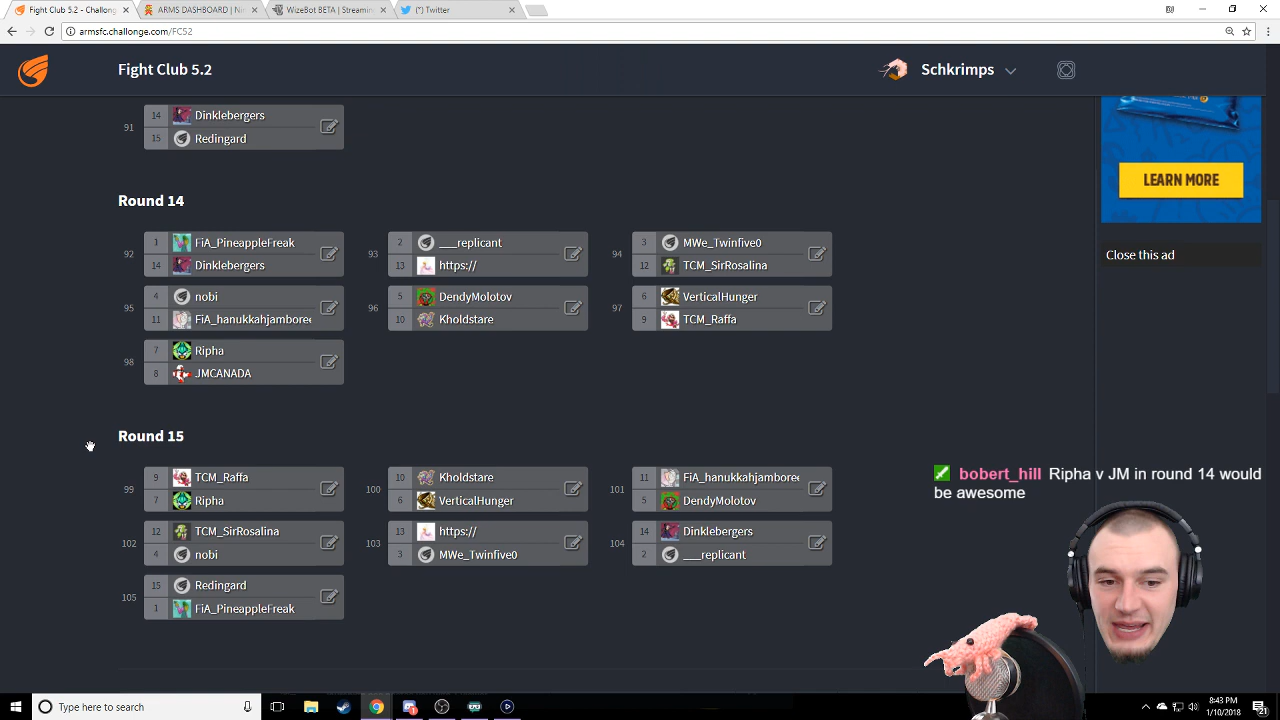 Fight Club 5.2 - Challong
ARMS DASHBOARD | Ni
WizeBot BETA | Streamin
(*) Twitter
armsfc.challonge.com/FC52
Fight Club 5.2
Schkrimps
91
14 Dinklebergers
15 Redingard
LEARN MORE
Close this ad
Round 14
92
1 FiA_PineappleFreak
14 Dinklebergers
93
2 ___replicant
13 https://
94
3 MWe_Twinfive0
12 TCM_SirRosalina
95
4 nobi
11 FiA_hanukkahjamboree
96
5 DendyMolotov
10 Kholdstare
97
6 VerticalHunger
9 TCM_Raffa
98
7 Ripha
8 JMCANADA
Round 15
99
9 TCM_Raffa
7 Ripha
100
10 Kholdstare
6 VerticalHunger
101
11 FiA_hanukkahjamboree
5 DendyMolotov
102
12 TCM_SirRosalina
4 nobi
103
13 https://
3 MWe_Twinfive0
104
14 Dinklebergers
2 ___replicant
105
15 Redingard
1 FiA_PineappleFreak
bobert_hill Ripha v JM in round 14 would
be awesome
Type here to search
8:43 PM
1/10/2018